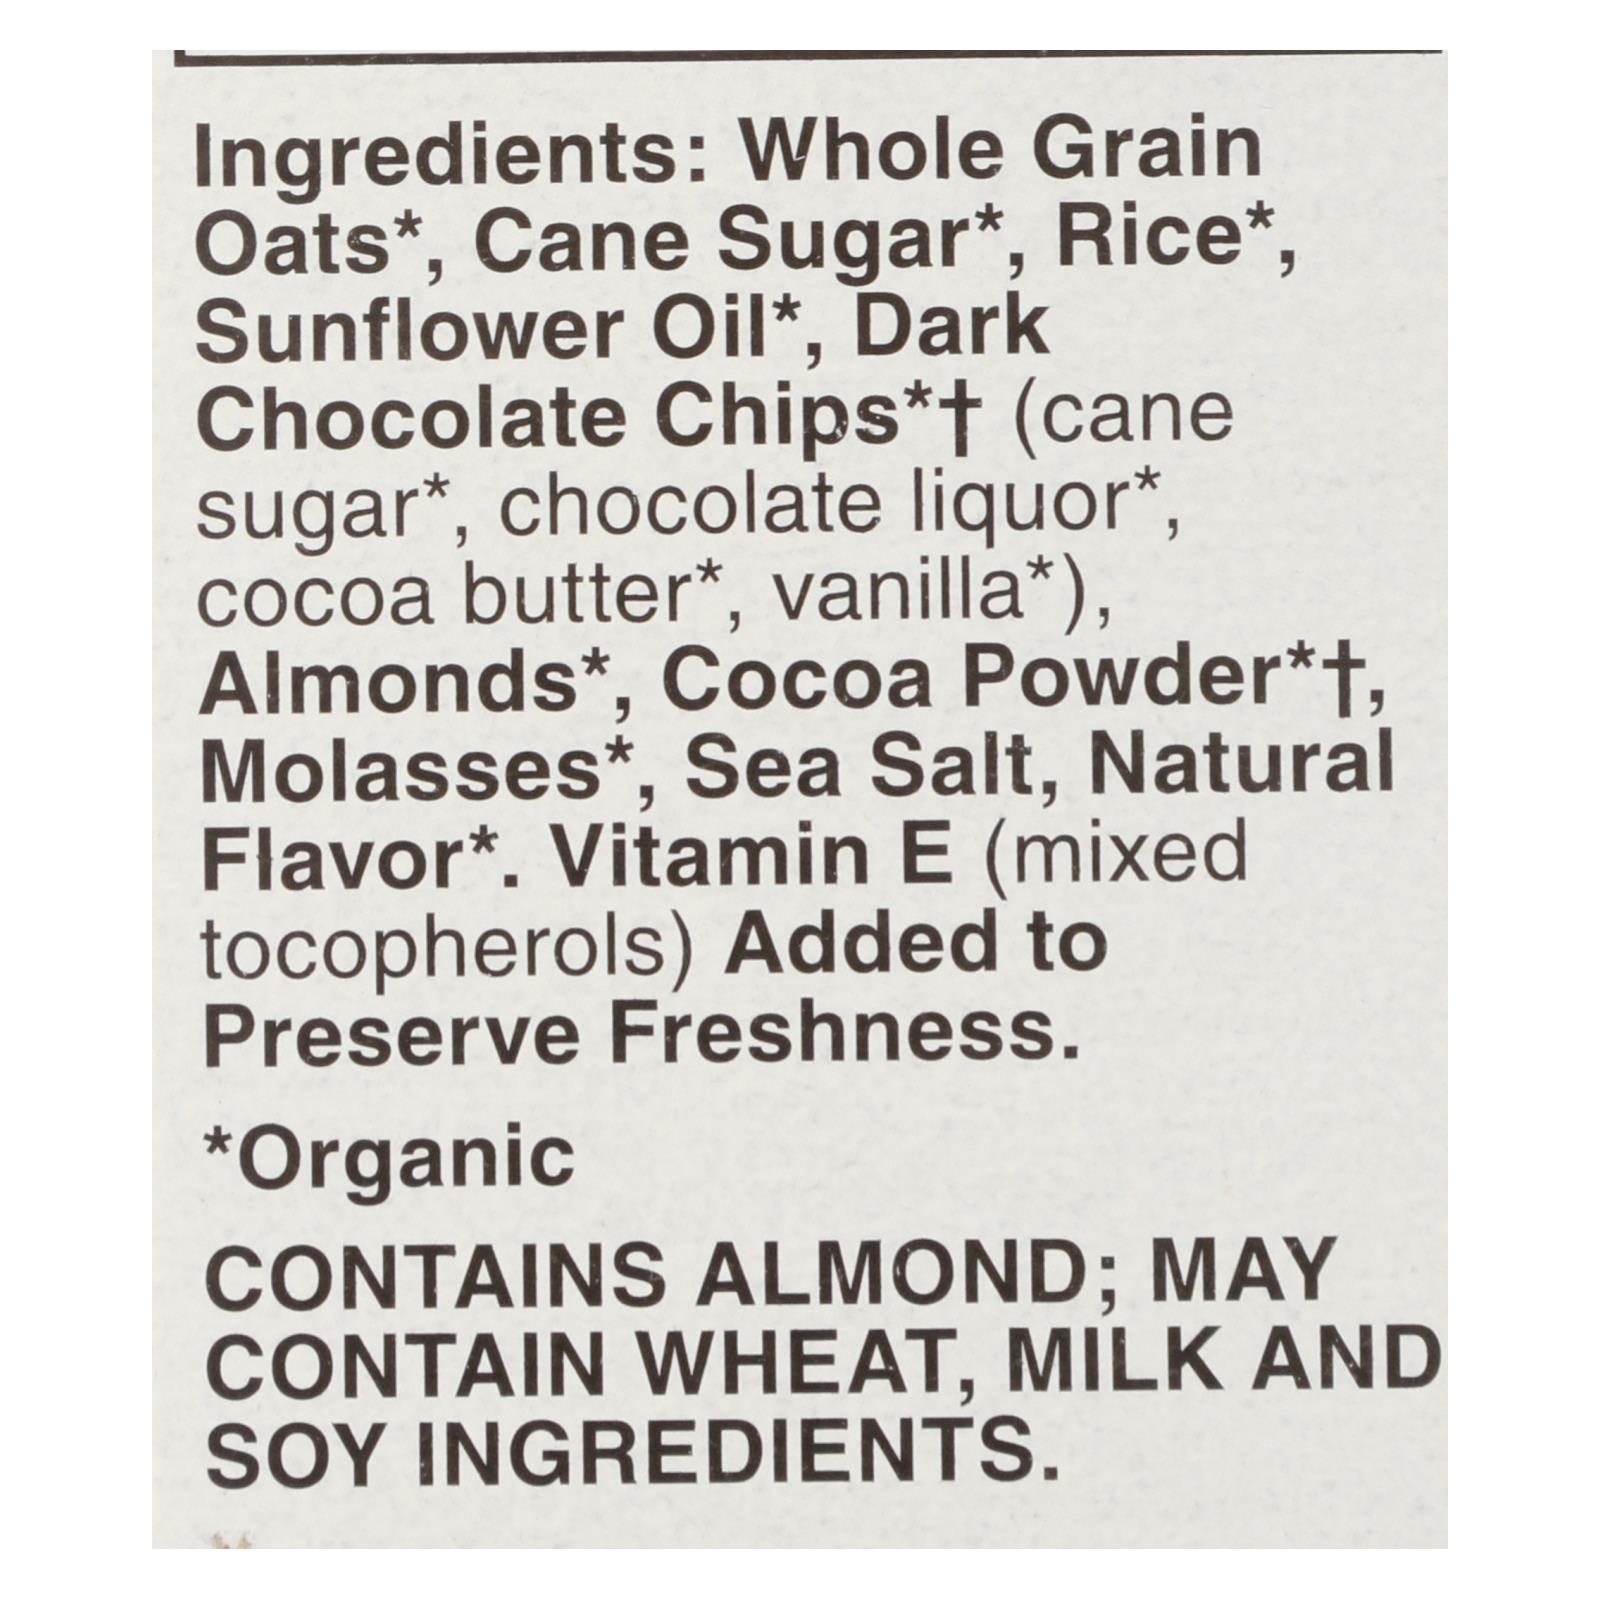 Ingredients: Whole Grain
Oats*, Cane Sugar*, Rice*,
Sunflower Oil*, Dark
Chocolate Chips*† (cane
sugar*, chocolate liquor*,
cocoa butter*, vanilla*),
Almonds*, Cocoa Powder*†,
Molasses*, Sea Salt, Natural
Flavor*. Vitamin E (mixed
tocopherols) Added to
Preserve Freshness.
*Organic
CONTAINS ALMOND; MAY
CONTAIN WHEAT, MILK AND
SOY INGREDIENTS.